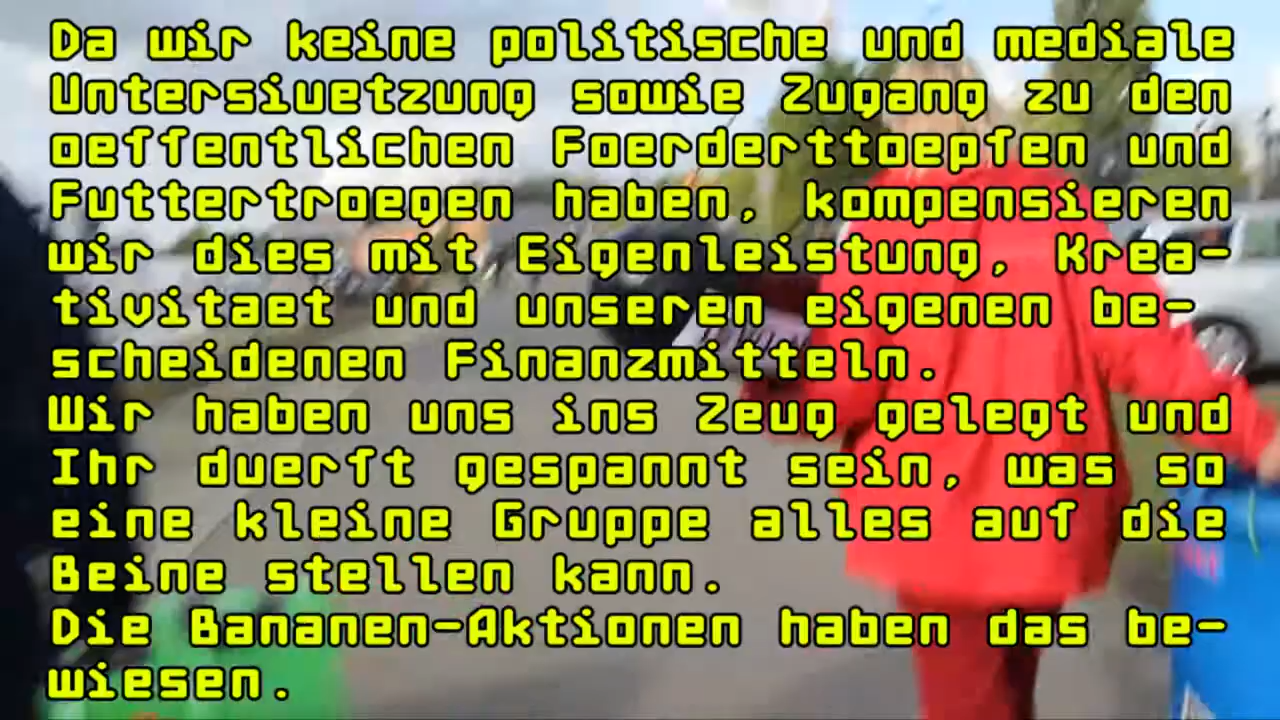 Da wir keine politische und mediale
Untersiuetzung sowie Zugang zu den
oeffentlichen Foerderttoepfen und
Futtertroegen haben, kompensieren
wir dies mit Eigenleistung, Krea-
tivitaet und unseren eigenen be-
scheidenen Finanzmitteln.
Wir haben uns ins Zeug gelegt und
Ihr duerft gespannt sein, was so
eine kleine Gruppe alles auf die
Beine stellen kann.
Die Bananen-Aktionen haben das be-
wiesen.